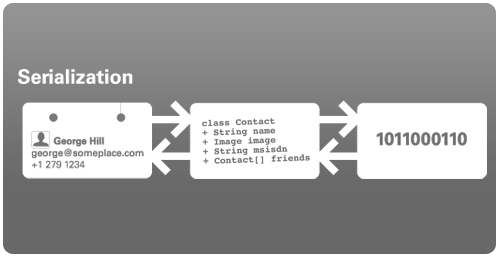 Serialization
George Hill
george@someplace.com
+1 279 1234
class Contact
+ String name
+ Image image
+ String msisdn
+ Contact[] friends
1011000110